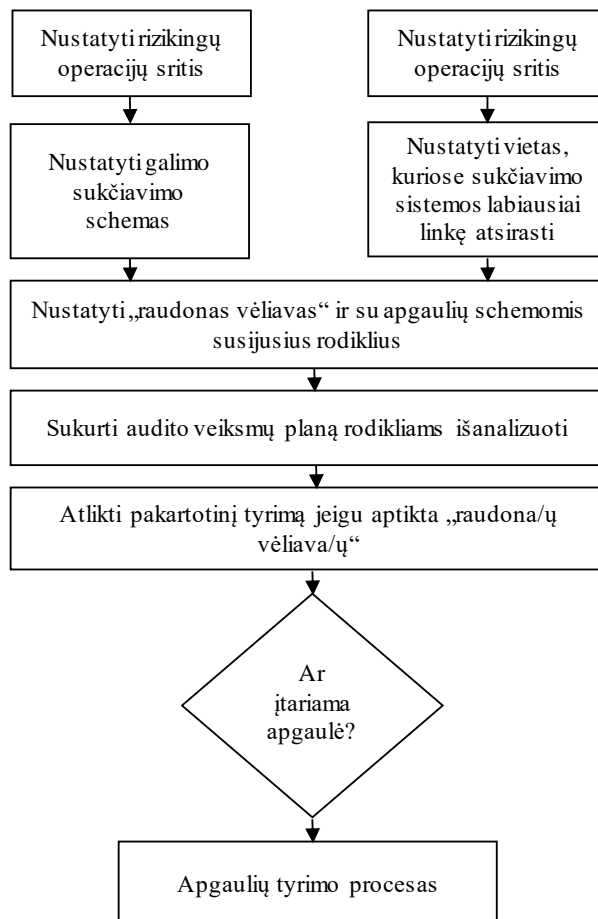 Nustatyti rizikingų
operacijų sritis
Nustatyti rizikingų
operacijų sritis
Nustatyti galimo
sukčiavimo
schemas
Nustatyti vietas,
kuriose sukčiavimo
sistemos labiausiai
linkę atsirasti
Nustatyti „raudonas vėliavas“ ir su apgaulių schemomis
susijusius rodiklius
Sukurti audito veiksmų planą rodikliams išanalizuoti
Atlikti pakartotinį tyrimą jeigu aptikta „raudona/ų
vėliava/ų“
Ar
įtariama
apgaulė?
Apgaulių tyrimo procesas